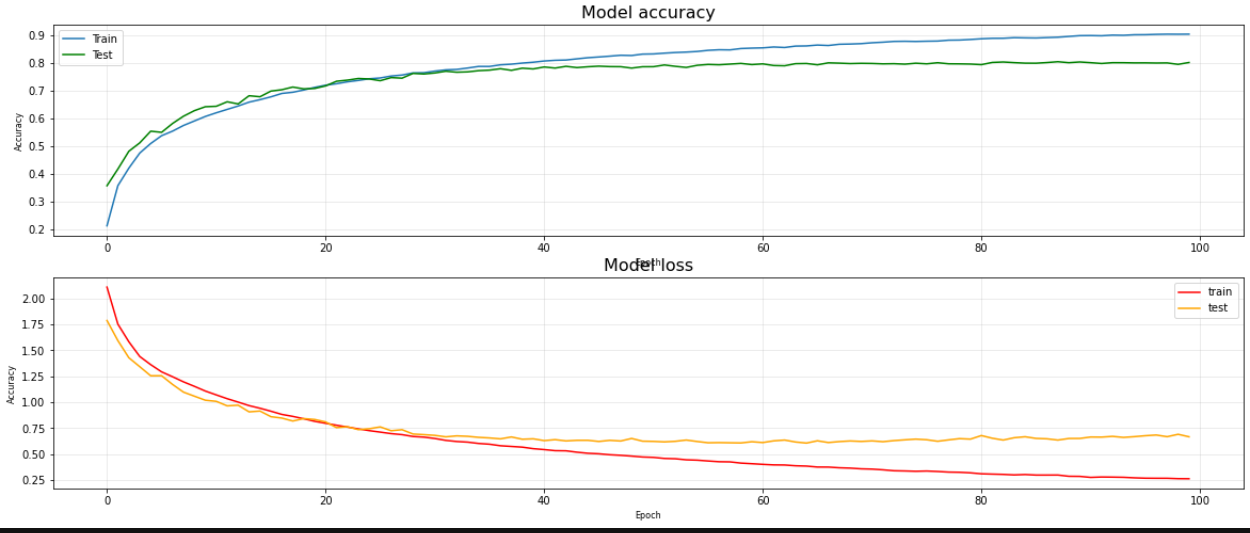 Model accuracy
Train
Test
0.9
0.8
0.7
0.6
0.5
0.4
0.3
0.2
Accuracy
0 20 40 60 80 100
Epoch
Model loss
train
test
2.00
1.75
1.50
1.25
1.00
0.75
0.50
0.25
Accuracy
0 20 40 60 80 100
Epoch